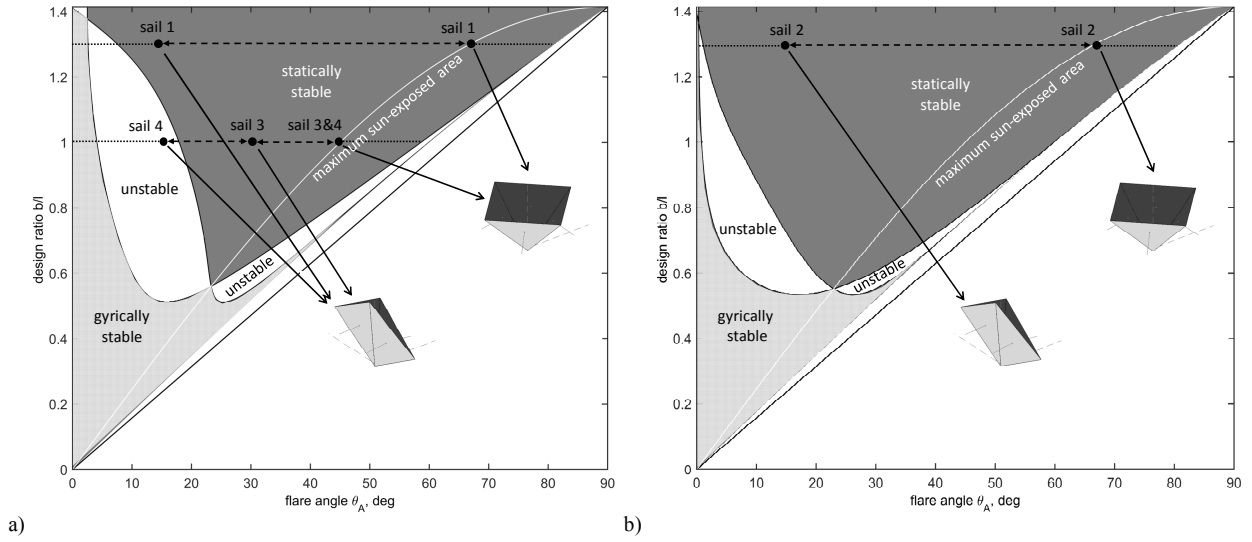 1.4
1.2
1
0.8
0.6
0.4
0.2
0
design ratio b/l
sail 1
sail 1
statically
stable
maximum sun-exposed area
sail 4
sail 3
sail 3&4
unstable
unstable
gyrically
stable
0 10 20 30 40 50 60 70 80 90
flare angle θA, deg
a)
1.4
1.2
1
0.8
0.6
0.4
0.2
0
design ratio b/l
sail 2
sail 2
statically
stable
maximum sun-exposed area
unstable
unstable
gyrically
stable
0 10 20 30 40 50 60 70 80 90
flare angle θA, deg
b)